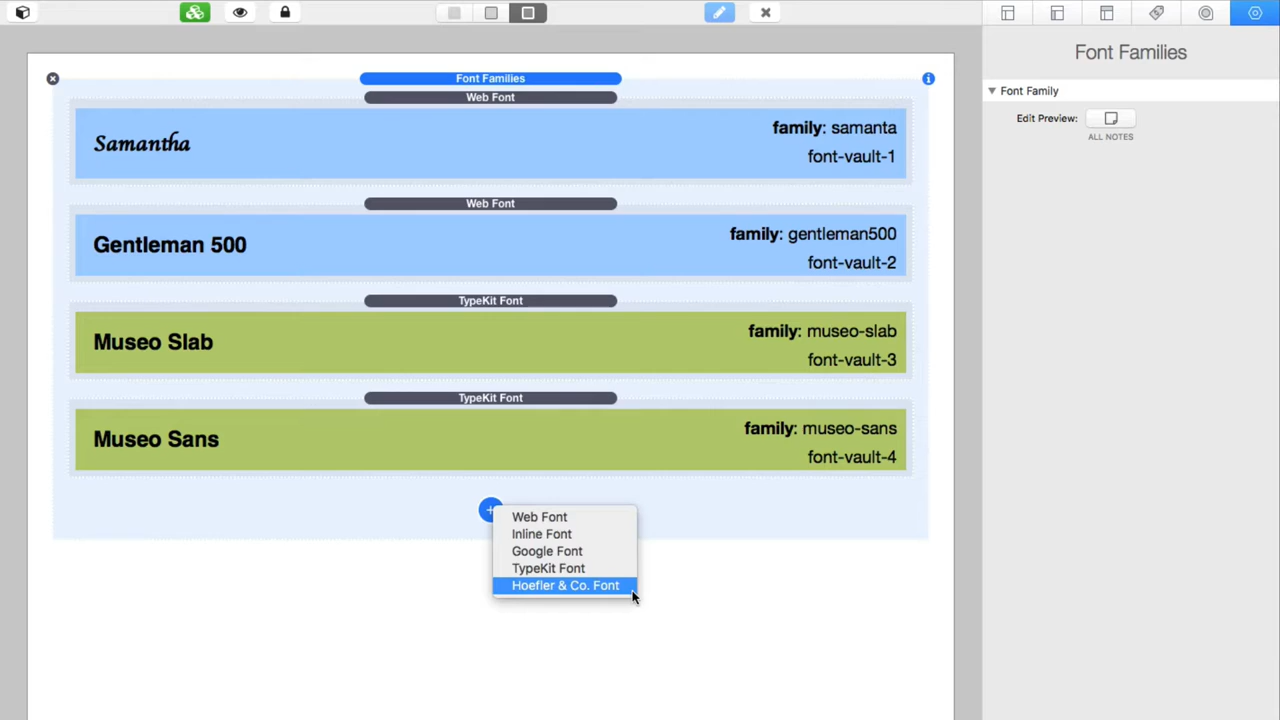 Font Families
Font Families
Font Family
Edit Preview:
ALL NOTES
Web Font
Samantha
family: samanta
font-vault-1
Web Font
Gentleman 500
family: gentleman500
font-vault-2
TypeKit Font
Museo Slab
family: museo-slab
font-vault-3
TypeKit Font
Museo Sans
family: museo-sans
font-vault-4
Web Font
Inline Font
Google Font
TypeKit Font
Hoefler & Co. Font